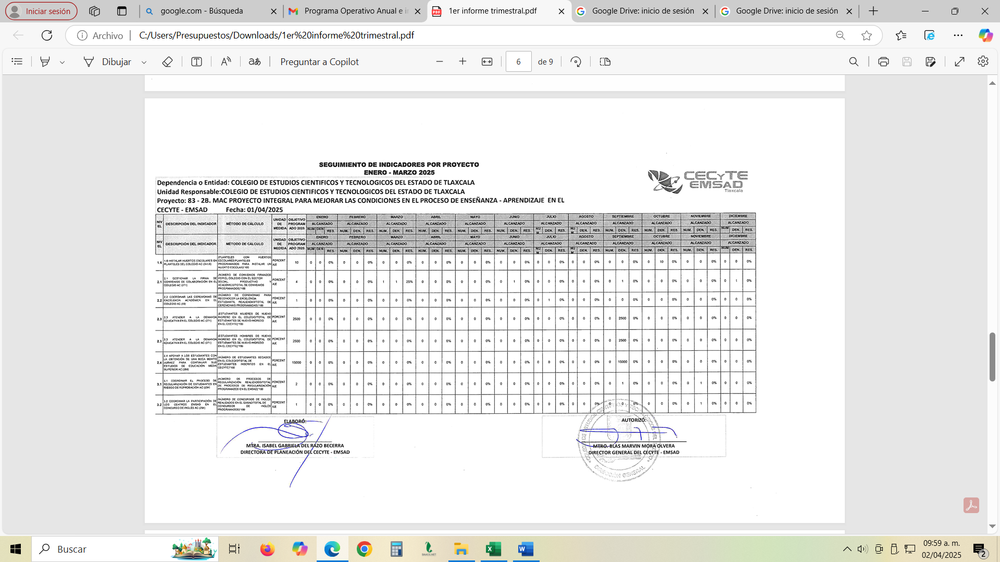 Iniciar sesión
google.com - Búsqueda
Programa Operativo Anual e i
1er informe trimestral.pdf
Google Drive: inicio de sesión
Google Drive: inicio de sesión
Archivo
C:/Users/Presupuestos/Downloads/1er%20informe%20trimestral.pdf
Dibujar
Preguntar a Copilot
6 de 9
SEGUIMIENTO DE INDICADORES POR PROYECTO
ENERO - MARZO 2025
CECYTE
EMSAD
Tlaxcala
Dependencia o Entidad: COLEGIO DE ESTUDIOS CIENTIFICOS Y TECNOLOGICOS DEL ESTADO DE TLAXCALA
Unidad Responsable:COLEGIO DE ESTUDIOS CIENTIFICOS Y TECNOLOGICOS DEL ESTADO DE TLAXCALA
Proyecto: 83 - 2B. MAC PROYECTO INTEGRAL PARA MEJORAR LAS CONDICIONES EN EL PROCESO DE ENSEÑANZA - APRENDIZAJE EN EL
CECYTE - EMSAD Fecha: 01/04/2025
NIVEL DESCRIPCIÓN DEL INDICADOR MÉTODO DE CÁLCULO UNIDAD DE MEDIDA OBJETIVO PROGRAMADO 2025 ENERO FEBRERO MARZO ABRIL MAYO JUNIO JULIO AGOSTO SEPTIEMBRE OCTUBRE NOVIEMBRE DICIEMBRE
ALCANZADO ALCANZADO ALCANZADO ALCANZADO ALCANZADO ALCANZADO ALCANZADO ALCANZADO ALCANZADO ALCANZADO ALCANZADO ALCANZADO
NUM DEN RES. NUM. DEN. RES. NUM. DEN. RES. NUM. DEN. RES. NUM. DEN. RES. NUM. DEN. RES. NUM DEN. RES. NUM DEN. RES. NUM. DEN. RES. NUM. DEN. RES. NUM. DEN. RES. NUM DEN. RES.
NIVEL DESCRIPCIÓN DEL INDICADOR MÉTODO DE CÁLCULO UNIDAD DE MEDIDA OBJETIVO PROGRAMADO 2025 ENERO FEBRERO MARZO ABRIL MAYO JUNIO JULIO AGOSTO SEPTIEMBRE OCTUBRE NOVIEMBRE DICIEMBRE
ALCANZADO ALCANZADO ALCANZADO ALCANZADO ALCANZADO ALCANZADO ALCANZADO ALCANZADO ALCANZADO ALCANZADO ALCANZADO ALCANZADO
NUM DEN RES. NUM. DEN. RES. NUM. DEN. RES. NUM. DEN. RES. NUM. DEN. RES. NUM. DEN. RES. NUM DEN. RES. NUM DEN. RES. NUM. DEN. RES. NUM. DEN. RES. NUM. DEN. RES. NUM DEN. RES.
1.6 1.6 INSTALAR HUERTOS ESCOLARES EN PLANTELES DEL COLEGIO AC (241.6) (PLANTELES CON HUERTOS ESCOLARES/PLANTELES PROGRAMADOS PARA INSTALAR UN HUERTO ESCOLAR)*100 PORCENTAJE 10 0 0 0% 0 0 0% 0 0 0% 0 0 0% 0 0 0% 0 0 0% 0 0 0% 0 0 0% 0 0 0% 0 10 0% 0 0 0% 0 0 0%
2.1 2.1 GESTIONAR LA FIRMA DE CONVENIOS DE COLABORACIÓN EN EL COLEGIO AC (271) (NÚMERO DE CONVENIOS FIRMADOS POR EL COLEGIO CON EL SECTOR SOCIAL, PRODUCTIVO Y ACADÉMICO/TOTAL DE CONVENIOS PROGRAMADOS)*100 PORCENTAJE 4 0 0 0% 0 0 0% 1 1 25% 0 0 0% 0 0 0% 0 1 0% 0 0 0% 0 0 0% 0 1 0% 0 0 0% 0 0 0% 0 1 0%
2.2 2.2 COORDINAR LAS CEREMONIAS DE EXCELENCIA ACADÉMICA EN EL COLEGIO AC (NÚMERO DE CEREMONIAS PARA RECONOCER LA EXCELENCIA ESTUDIANTIL REALIZADAS/TOTAL DE CEREMONIAS PROGRAMADAS)*100 PORCENTAJE 1 0 0 0% 0 0 0% 0 0 0% 0 0 0% 0 0 0% 0 0 0% 0 1 0% 0 0 0% 0 0 0% 0 0 0% 0 0 0% 0 0 0%
2.3 2.3 ATENDER A LA DEMANDA EDUCATIVA EN EL COLEGIO AC (271) (ESTUDIANTES MUJERES DE NUEVO INGRESO EN EL COLEGIO/TOTAL DE ESTUDIANTES DE NUEVO INGRESO EN EL CECYTE)*100 PORCENTAJE 2500 0 0 0% 0 0 0% 0 0 0% 0 0 0% 0 0 0% 0 0 0% 0 0 0% 0 0 0% 0 2500 0% 0 0 0% 0 0 0% 0 0 0%
2.3 2.3 ATENDER A LA DEMANDA EDUCATIVA EN EL COLEGIO AC (271) (ESTUDIANTES HOMBRES DE NUEVO INGRESO EN EL COLEGIO/TOTAL DE ESTUDIANTES DE NUEVO INGRESO EN EL CECYTE)*100 PORCENTAJE 2500 0 0 0% 0 0 0% 0 0 0% 0 0 0% 0 0 0% 0 0 0% 0 0 0% 0 0 0% 0 2500 0% 0 0 0% 0 0 0% 0 0 0%
2.4 2.4 APOYAR A LOS ESTUDIANTES CON LA OBTENCIÓN DE UNA BECA BENITO JUÁREZ PARA CONTINUAR SUS ESTUDIOS DE EDUCACIÓN MEDIA SUPERIOR AC (NÚMERO DE ESTUDIANTES BECADOS EN EL COLEGIO/TOTAL DE ESTUDIANTES INSCRITOS EN EL CECYTE)*100 PORCENTAJE 15000 0 0 0% 0 0 0% 0 0 0% 0 0 0% 0 0 0% 0 0 0% 0 0 0% 0 0 0% 0 15000 0% 0 0 0% 0 0 0% 0 0 0%
3.1 3.1 COORDINAR EL PROCESO DE REGULARIZACIÓN DE ESTUDIANTES EN RIESGO DE REPROBACIÓN AC (254) (NÚMERO DE PROCESOS DE REGULARIZACIÓN REALIZADOS/TOTAL DE PROCESOS DE REGULARIZACIÓN PROGRAMADOS EN EL EMSAD)*100 PORCENTAJE 2 0 0 0% 0 0 0% 0 0 0% 0 0 0% 0 0 0% 0 0 0% 0 0 0% 0 0 0% 0 1 0% 0 0 0% 0 1 0% 0 0 0%
3.2 3.2 COORDINAR LA PARTICIPACIÓN DE LOS CENTROS EMSAD EN EL CONCURSO DE INGLÉS AC (254) (NÚMERO DE CONCURSOS DE INGLÉS REALIZADOS EN EL EMSAD/TOTAL DE CONCURSOS DE INGLÉS PROGRAMADOS)*100 PORCENTAJE 1 0 0 0% 0 0 0% 0 0 0% 0 0 0% 0 0 0% 0 0 0% 0 0 0% 0 0 0% 0 0 0% 0 0 0% 0 1 0% 0 0 0%
ELABORÓ:
MTRA. ISABEL GABRIELA DEL RAZO BECERRA
DIRECTORA DE PLANEACIÓN DEL CECYTE - EMSAD
AUTORIZÓ:
MTRO. BLAS MARVIN MORA OLVERA
DIRECTOR GENERAL DEL CECYTE - EMSAD
DIRECCIÓN GENERAL
Buscar
09:59 a. m.
02/04/2025
2